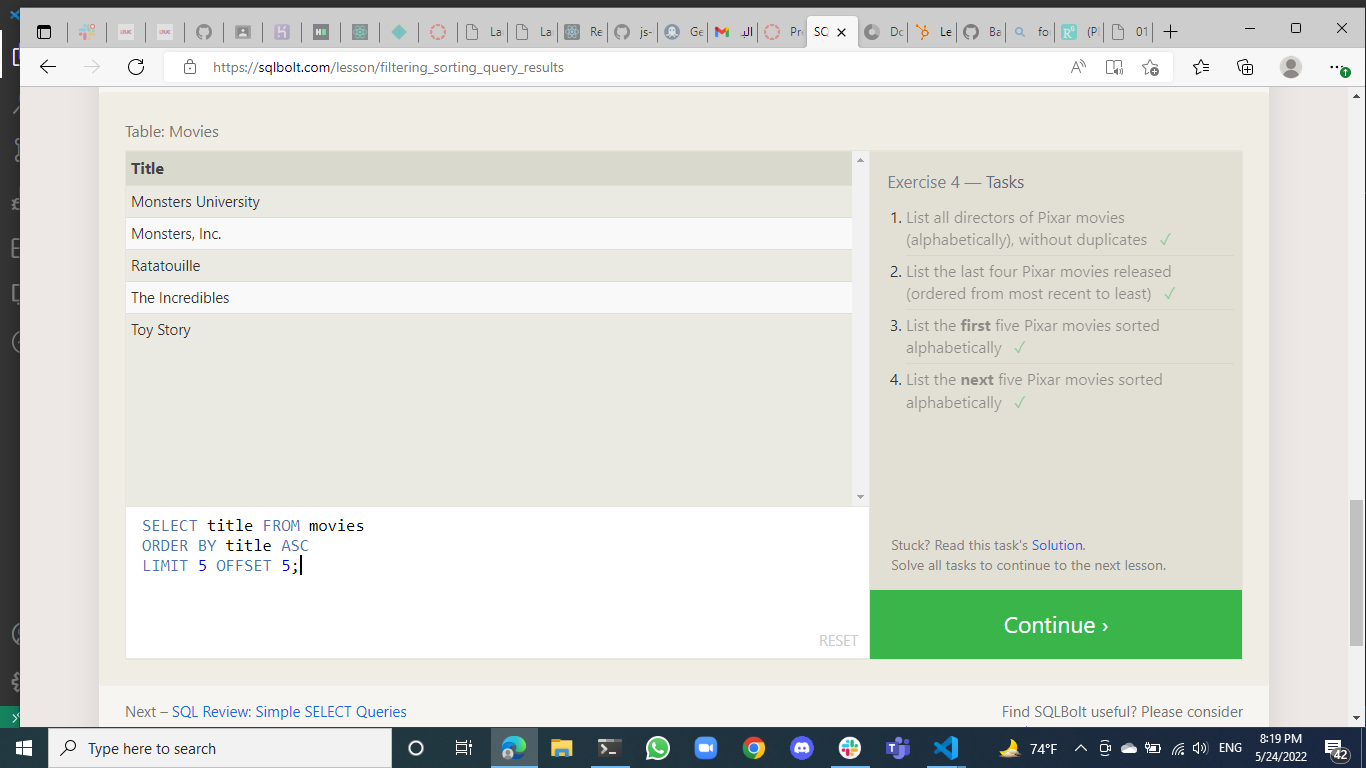 La
La
Re
js-
Ge
ال
Pr
SQ
Do
Le
Ba
fo
(Pl
01
https://sqlbolt.com/lesson/filtering_sorting_query_results
Table: Movies
Title
Monsters University
Monsters, Inc.
Ratatouille
The Incredibles
Toy Story
SELECT title FROM movies
ORDER BY title ASC
LIMIT 5 OFFSET 5;
RESET
Exercise 4 — Tasks
1. List all directors of Pixar movies
(alphabetically), without duplicates ✓
2. List the last four Pixar movies released
(ordered from most recent to least) ✓
3. List the first five Pixar movies sorted
alphabetically ✓
4. List the next five Pixar movies sorted
alphabetically ✓
Stuck? Read this task's Solution.
Solve all tasks to continue to the next lesson.
Continue ›
Next – SQL Review: Simple SELECT Queries
Find SQLBolt useful? Please consider
Type here to search
74°F
ENG
8:19 PM
5/24/2022
42